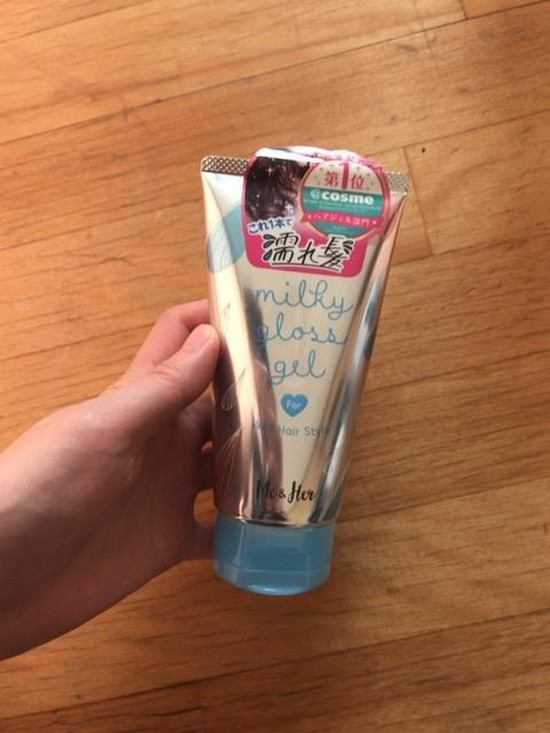 第1位
@cosme
ヘアジェル部門
これ1本で
濡れ髪
milky
gloss
gel
For
Hair Style
Me & Her